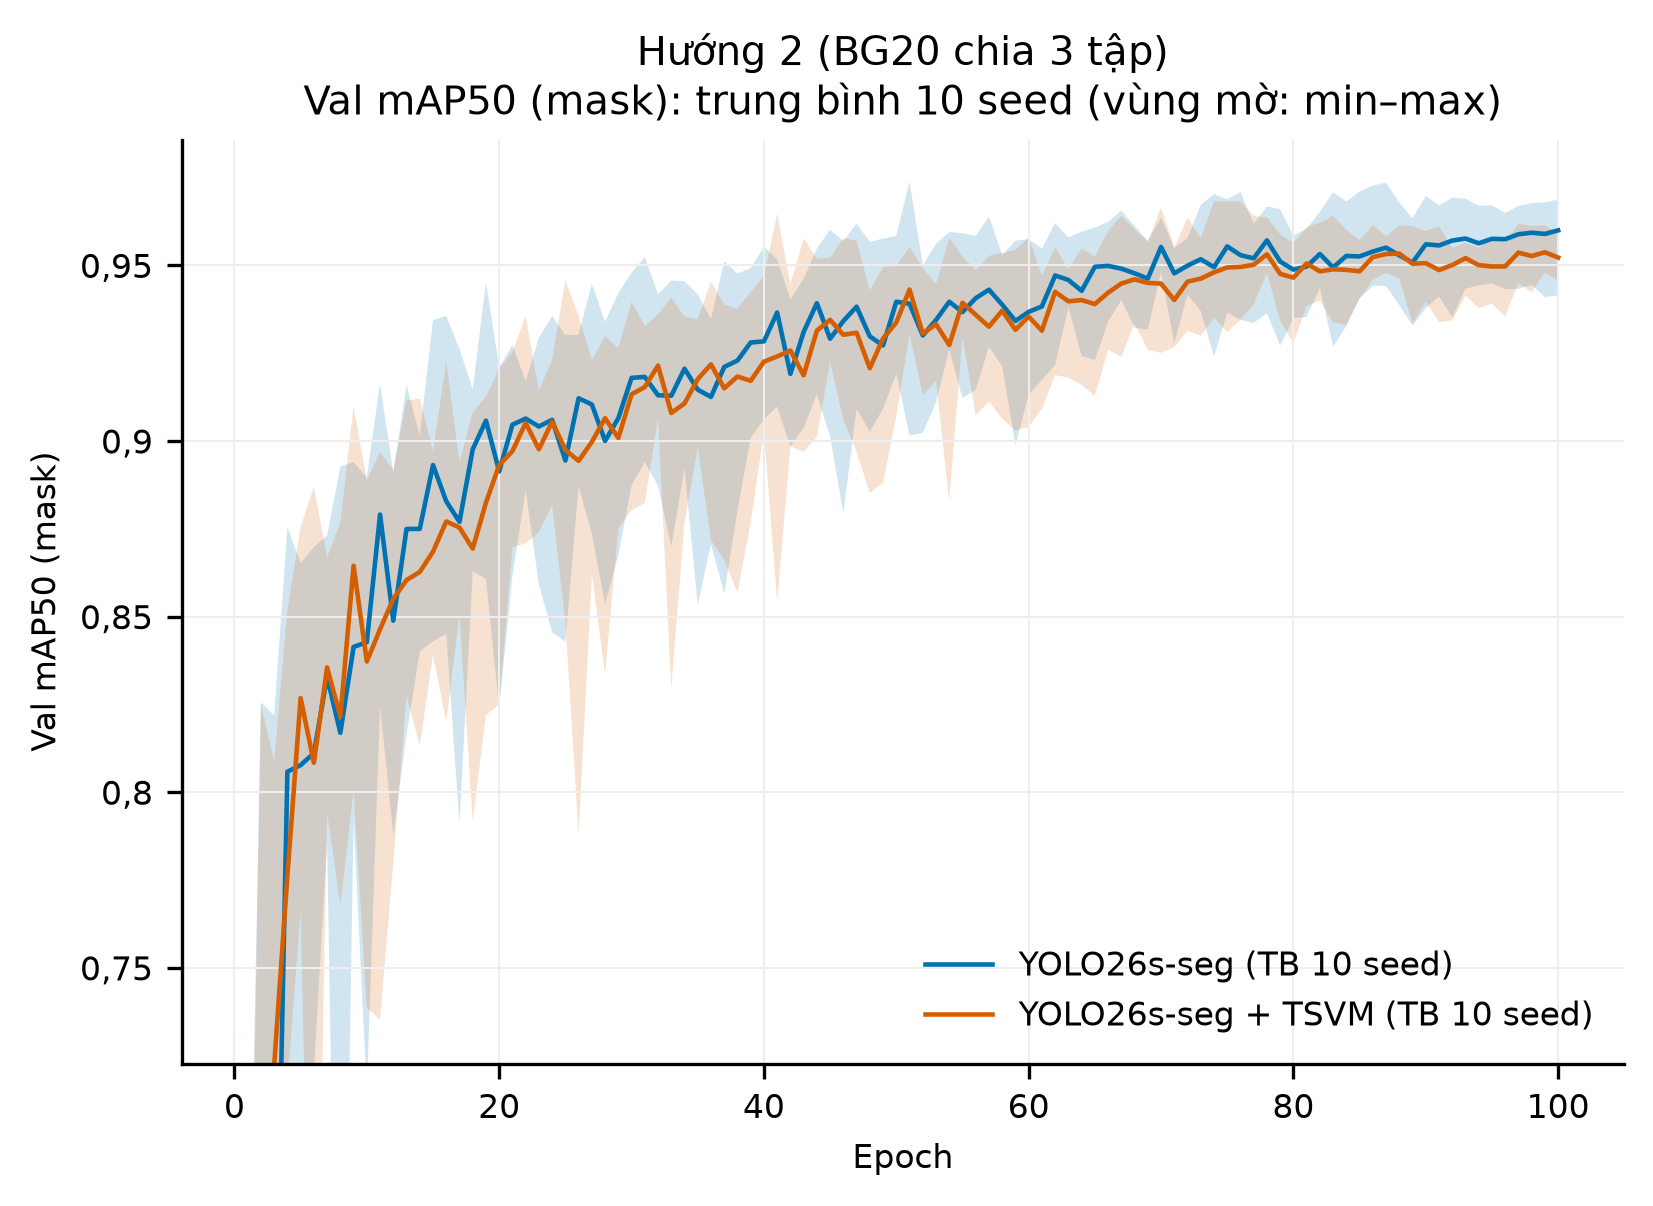 Hướng 2 (BG20 chia 3 tập)
Val mAP50 (mask): trung bình 10 seed (vùng mờ: min–max)
Val mAP50 (mask)
0,95
0,9
0,85
0,8
0,75
YOLO26s-seg (TB 10 seed)
YOLO26s-seg + TSVM (TB 10 seed)
0 20 40 60 80 100
Epoch